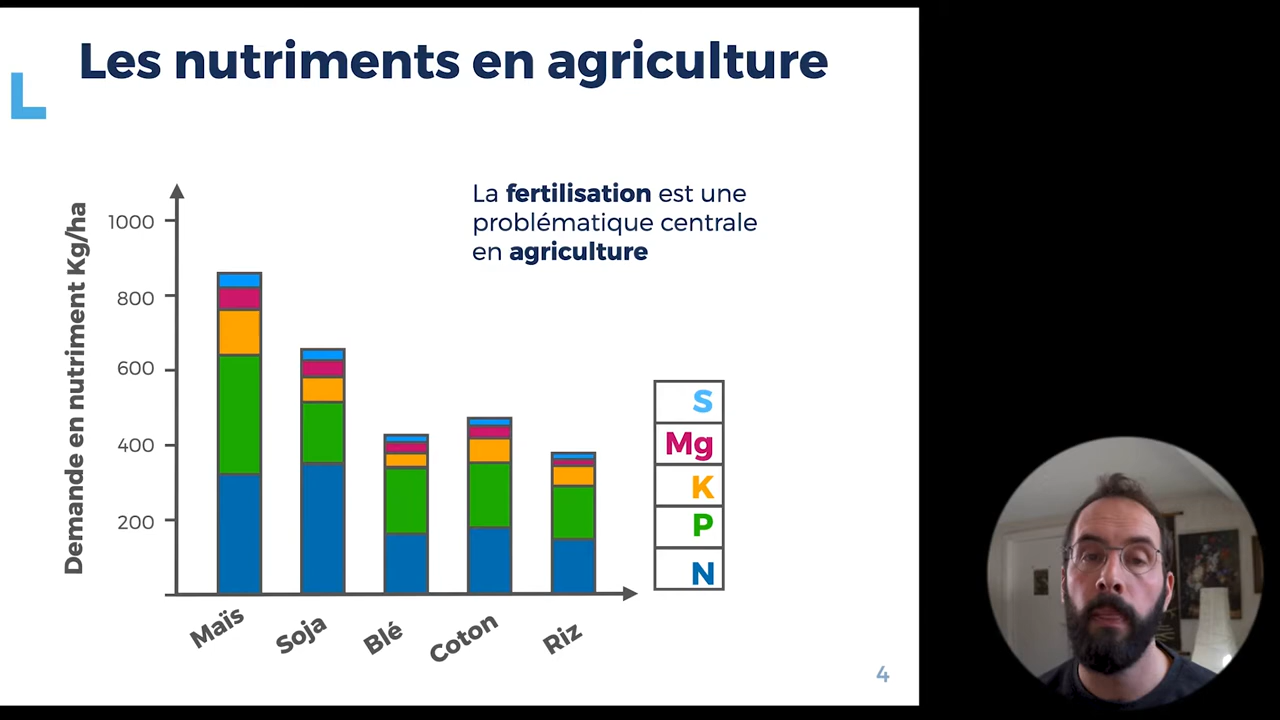 Les nutriments en agriculture
La fertilisation est une
problématique centrale
en agriculture
Demande en nutriment Kg/ha
1000
800
600
400
200
Maïs
Soja
Blé
Coton
Riz
S
Mg
K
P
N
4